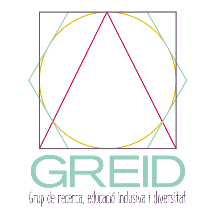 GREID
Grup de recerca, educació inclusiva i diversitat